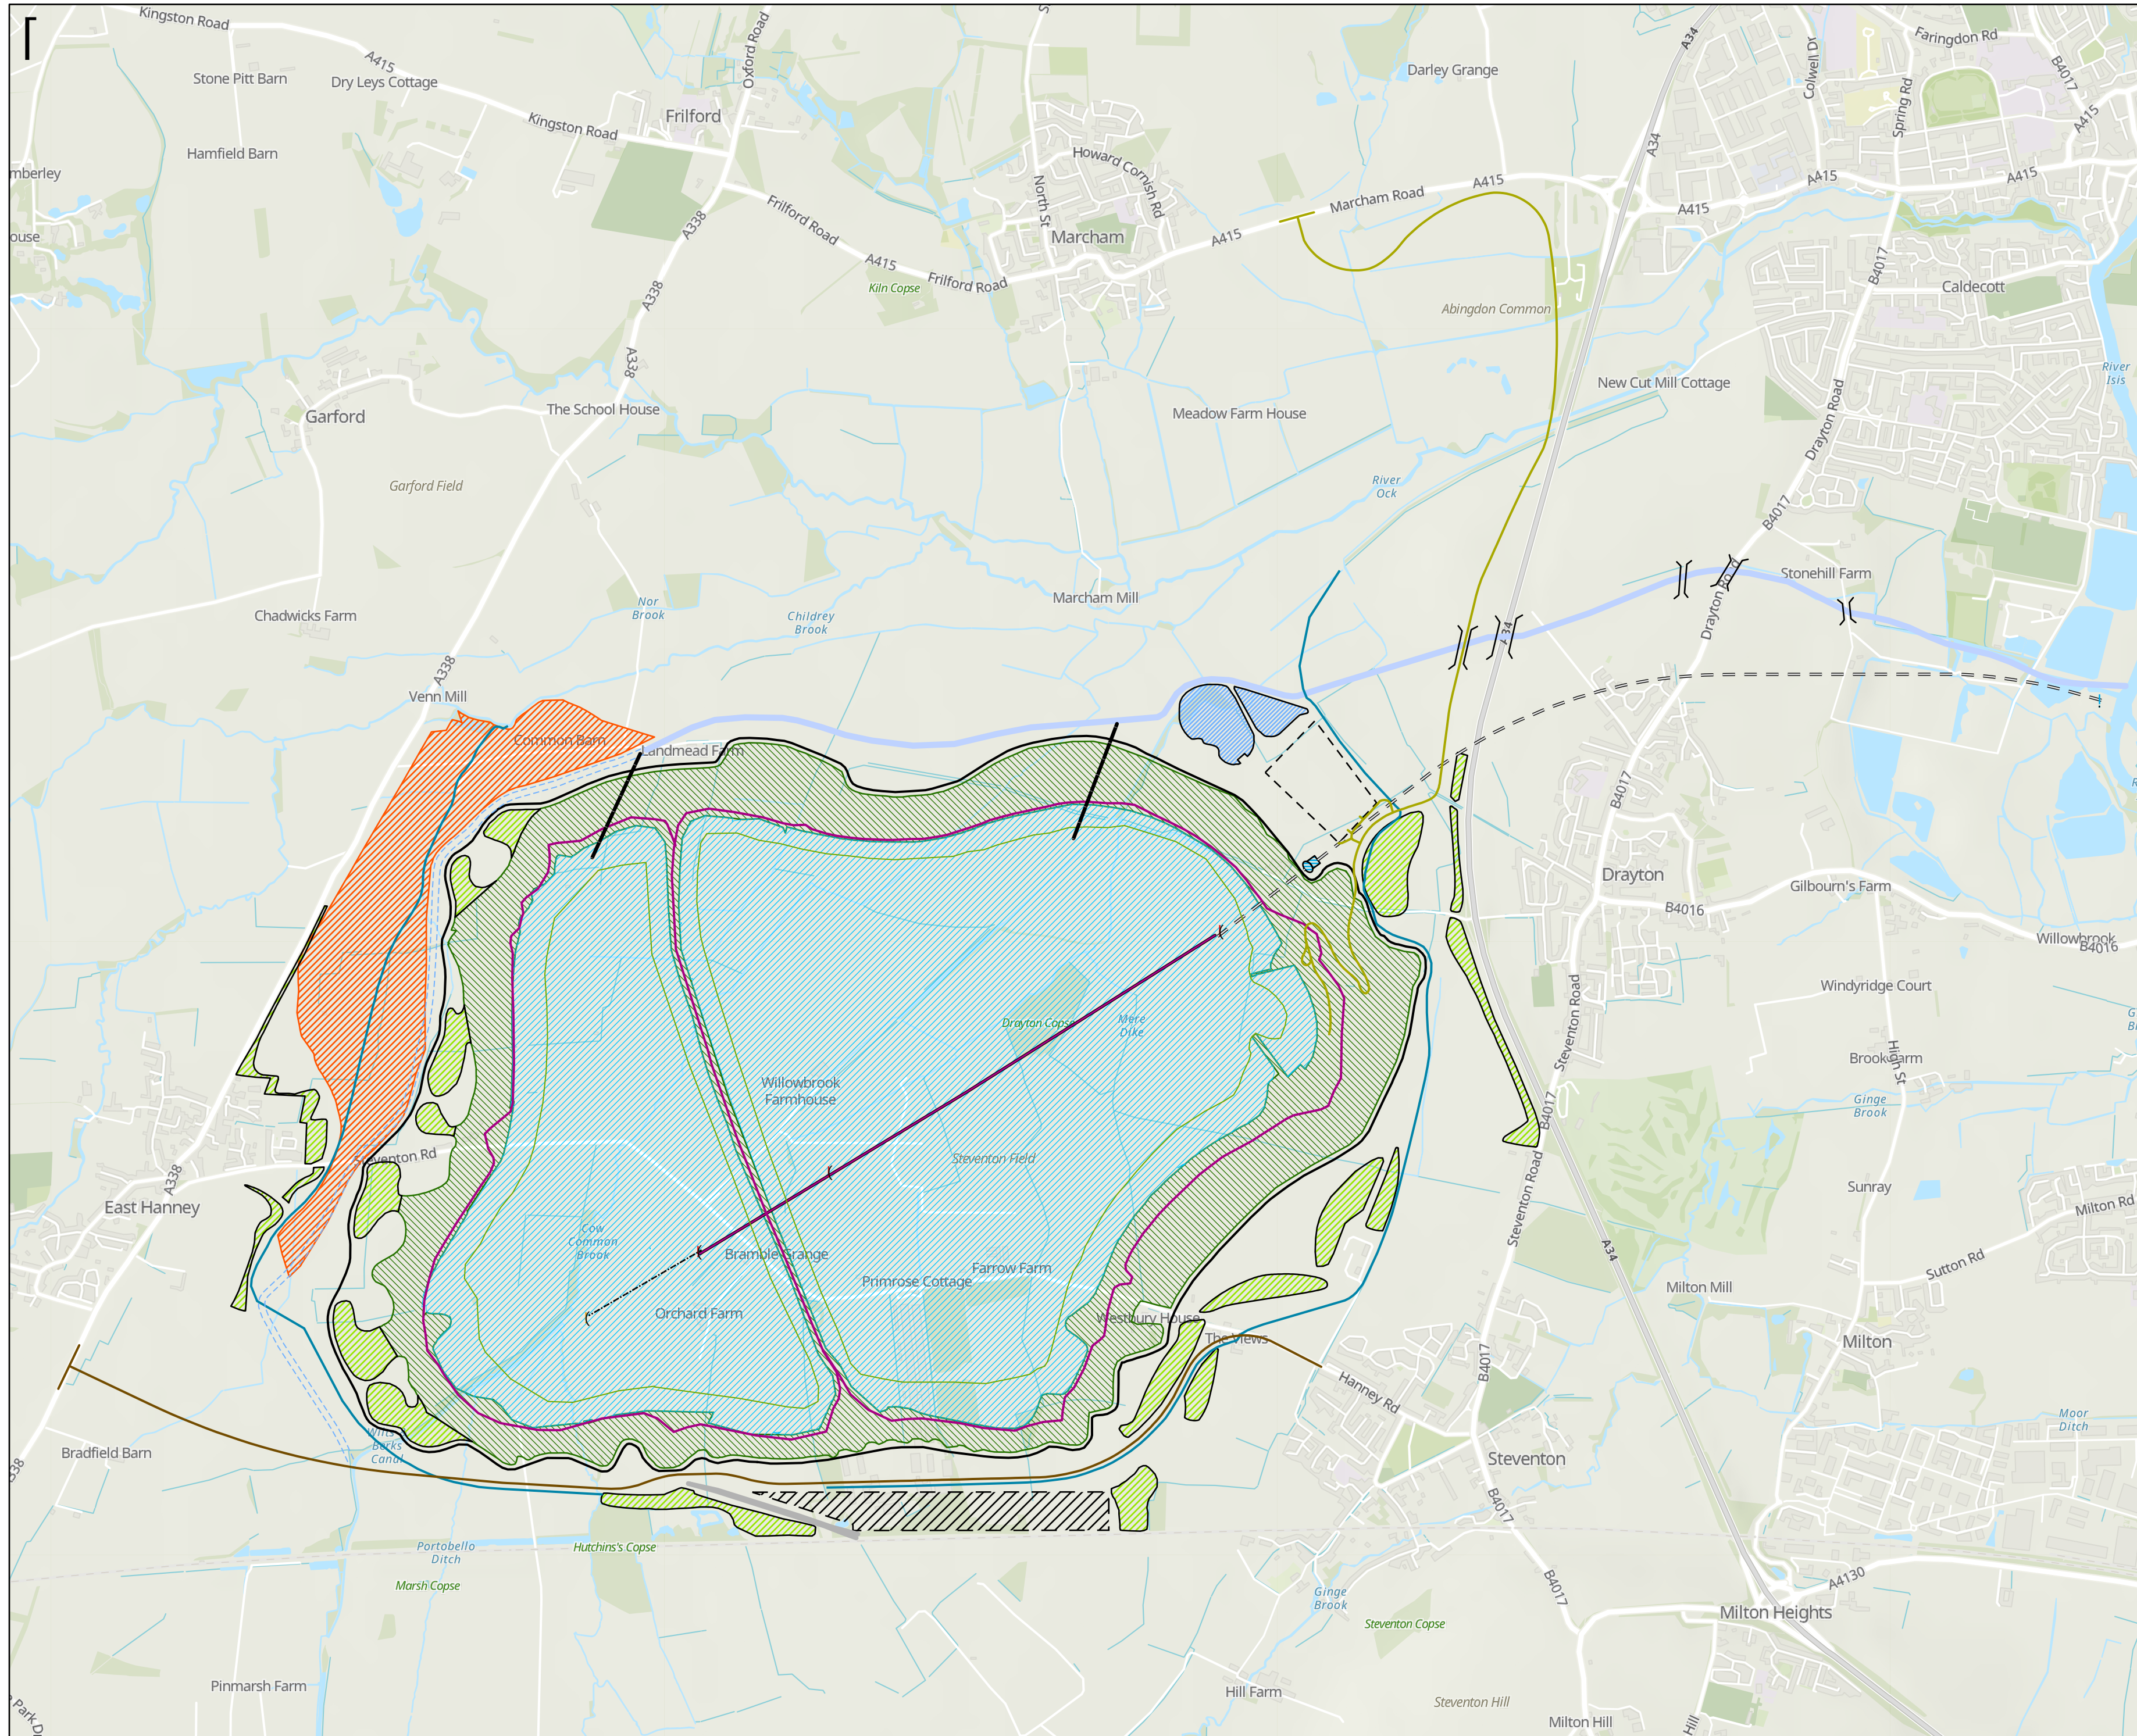 Kingston Road
A415
Stone Pitt Barn
Dry Leys Cottage
Oxford Road
Frilford
Kingston Road
Hamfield Barn
mberley
ouse
A338
Frilford Road
A415
Frilford Road
Kiln Copse
North St
Howard Cornish Rd
Marcham
A415
Marcham Road
A415
Darley Grange
A34
A34
Colwell Dr
Faringdon Rd
Spring Rd
B4017
A415
A415
A415
A415
B4017
Caldecott
Abingdon Common
River
Isis
New Cut Mill Cottage
Drayton Road
A338
A338
Garford
The School House
Meadow Farm House
Garford Field
River
Ock
B4017
Chadwicks Farm
Nor
Brook
Childrey
Brook
Marcham Mill
Stonehill Farm
Drayton Ro d
34
A338
Venn Mill
Common Barn
Landmead Farm
B4017
Drayton
Gilbourn's Farm
B4016
Willowbrook
B4016
Windyridge Court
Steventon Road
Drayton Copse
Mere
Dike
Brook Farm
High St
Willowbrook
Farmhouse
Ginge
Brook
B4017
Steventon Rd
Steventon Field
A338
East Hanney
Sunray
Milton Rd
Steventon Road
Cow
Common
Brook
Bramble Grange
Farrow Farm
Primrose Cottage
A34
Sutton Rd
Milton Mill
Orchard Farm
Westbury House
The Views
Milton
B4017
Hanney Rd
Moor
Ditch
Bradfield Barn
Wilts
Berks
Canal
338
Steventon
B4017
Portobello
Ditch
Hutchins's Copse
Marsh Copse
Ginge
Brook
B4017
A4130
Steventon Copse
Milton Heights
Pinmarsh Farm
Hill Farm
Steventon Hill
Milton Hill
Hill
Park D